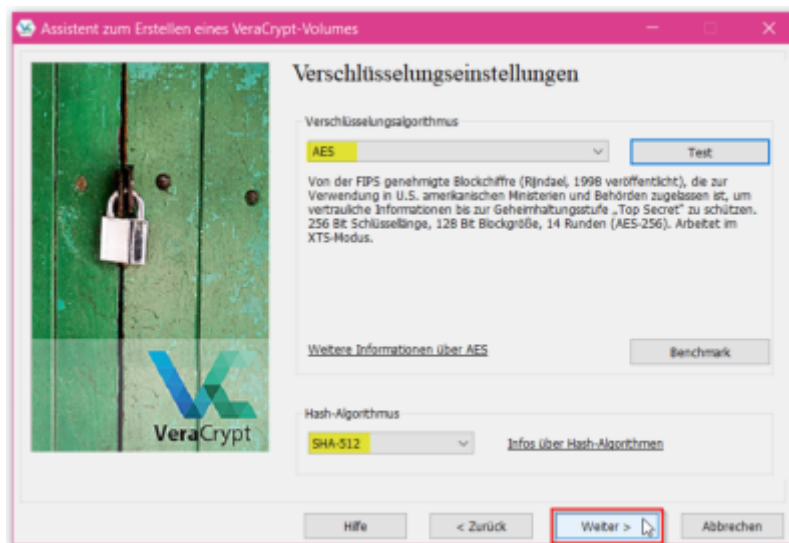 Assistent zum Erstellen eines VeraCrypt-Volumes
Verschlüsselungseinstellungen
Verschlüsselungsalgorithmus
AES
Test
Von der FIPS genehmigte Blockchiffre (Rijndael, 1998 veröffentlicht), die zur
Verwendung in U.S. amerikanischen Ministerien und Behörden zugelassen ist, um
vertrauliche Informationen bis zur Geheimhaltungsstufe „Top Secret" zu schützen.
256 Bit Schlüssellänge, 128 Bit Blockgröße, 14 Runden (AES-256). Arbeitet im
XTS-Modus.
Weitere Informationen über AES
Benchmark
VeraCrypt
Hash-Algorithmus
SHA-512
Infos über Hash-Algorithmen
Hilfe
< Zurück
Weiter >
Abbrechen